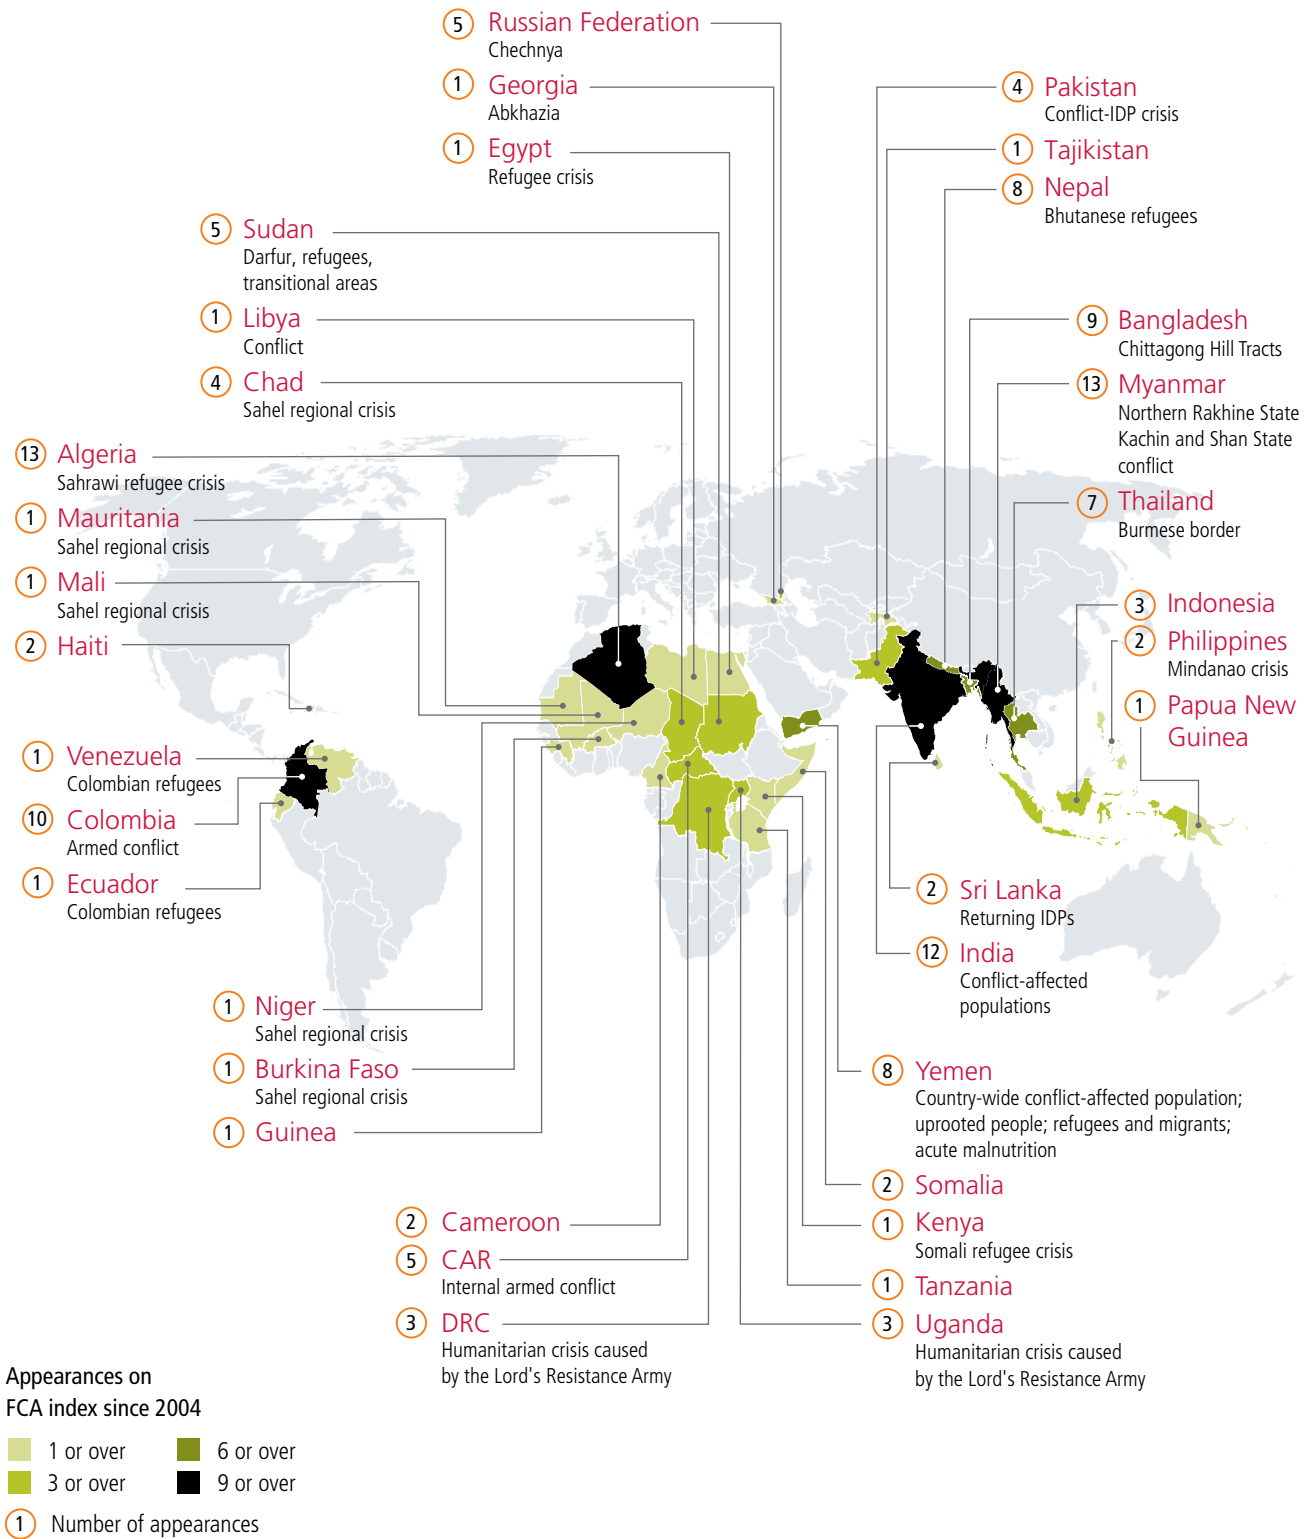 5 Russian Federation
Chechnya
1 Georgia
Abkhazia
1 Egypt
Refugee crisis
4 Pakistan
Conflict-IDP crisis
1 Tajikistan
8 Nepal
Bhutanese refugees
5 Sudan
Darfur, refugees,
transitional areas
1 Libya
Conflict
4 Chad
Sahel regional crisis
9 Bangladesh
Chittagong Hill Tracts
13 Myanmar
Northern Rakhine State
Kachin and Shan State
conflict
7 Thailand
Burmese border
13 Algeria
Sahrawi refugee crisis
1 Mauritania
Sahel regional crisis
1 Mali
Sahel regional crisis
2 Haiti
3 Indonesia
2 Philippines
Mindanao crisis
1 Papua New
Guinea
1 Venezuela
Colombian refugees
10 Colombia
Armed conflict
1 Ecuador
Colombian refugees
2 Sri Lanka
Returning IDPs
12 India
Conflict-affected
populations
1 Niger
Sahel regional crisis
1 Burkina Faso
Sahel regional crisis
1 Guinea
8 Yemen
Country-wide conflict-affected population;
uprooted people; refugees and migrants;
acute malnutrition
2 Somalia
1 Kenya
Somali refugee crisis
1 Tanzania
3 Uganda
Humanitarian crisis caused
by the Lord's Resistance Army
2 Cameroon
5 CAR
Internal armed conflict
3 DRC
Humanitarian crisis caused
by the Lord's Resistance Army
Appearances on
FCA index since 2004
1 or over
6 or over
3 or over
9 or over
1 Number of appearances